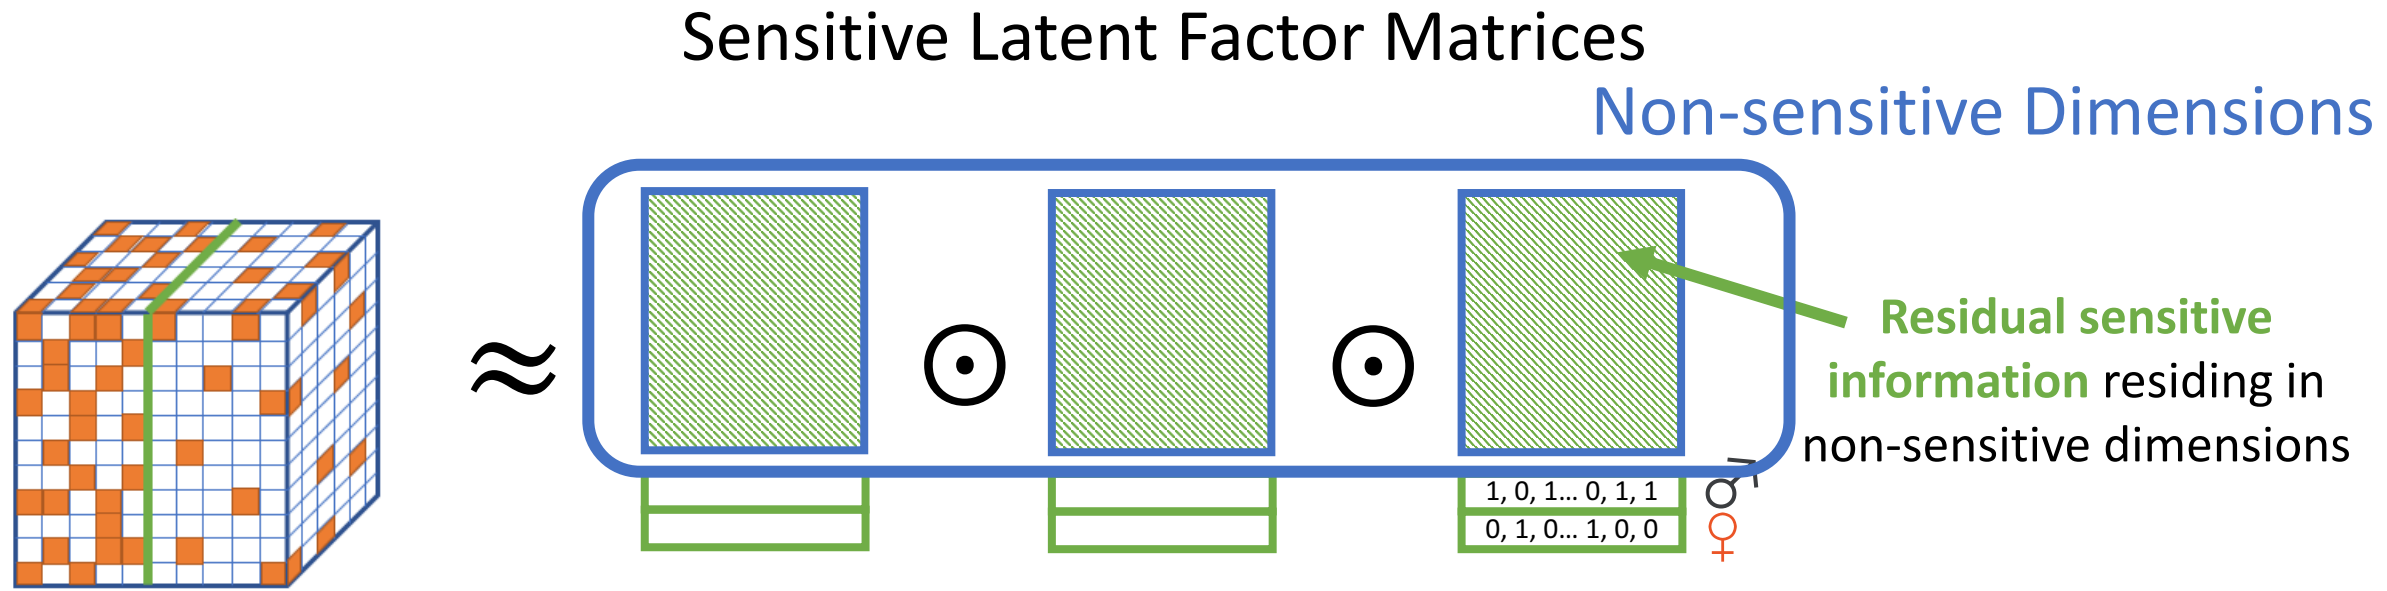 Sensitive Latent Factor Matrices
Non-sensitive Dimensions
≈
⊙
⊙
Residual sensitive
information residing in
non-sensitive dimensions
1, 0, 1... 0, 1, 1
♂
0, 1, 0... 1, 0, 0
♀